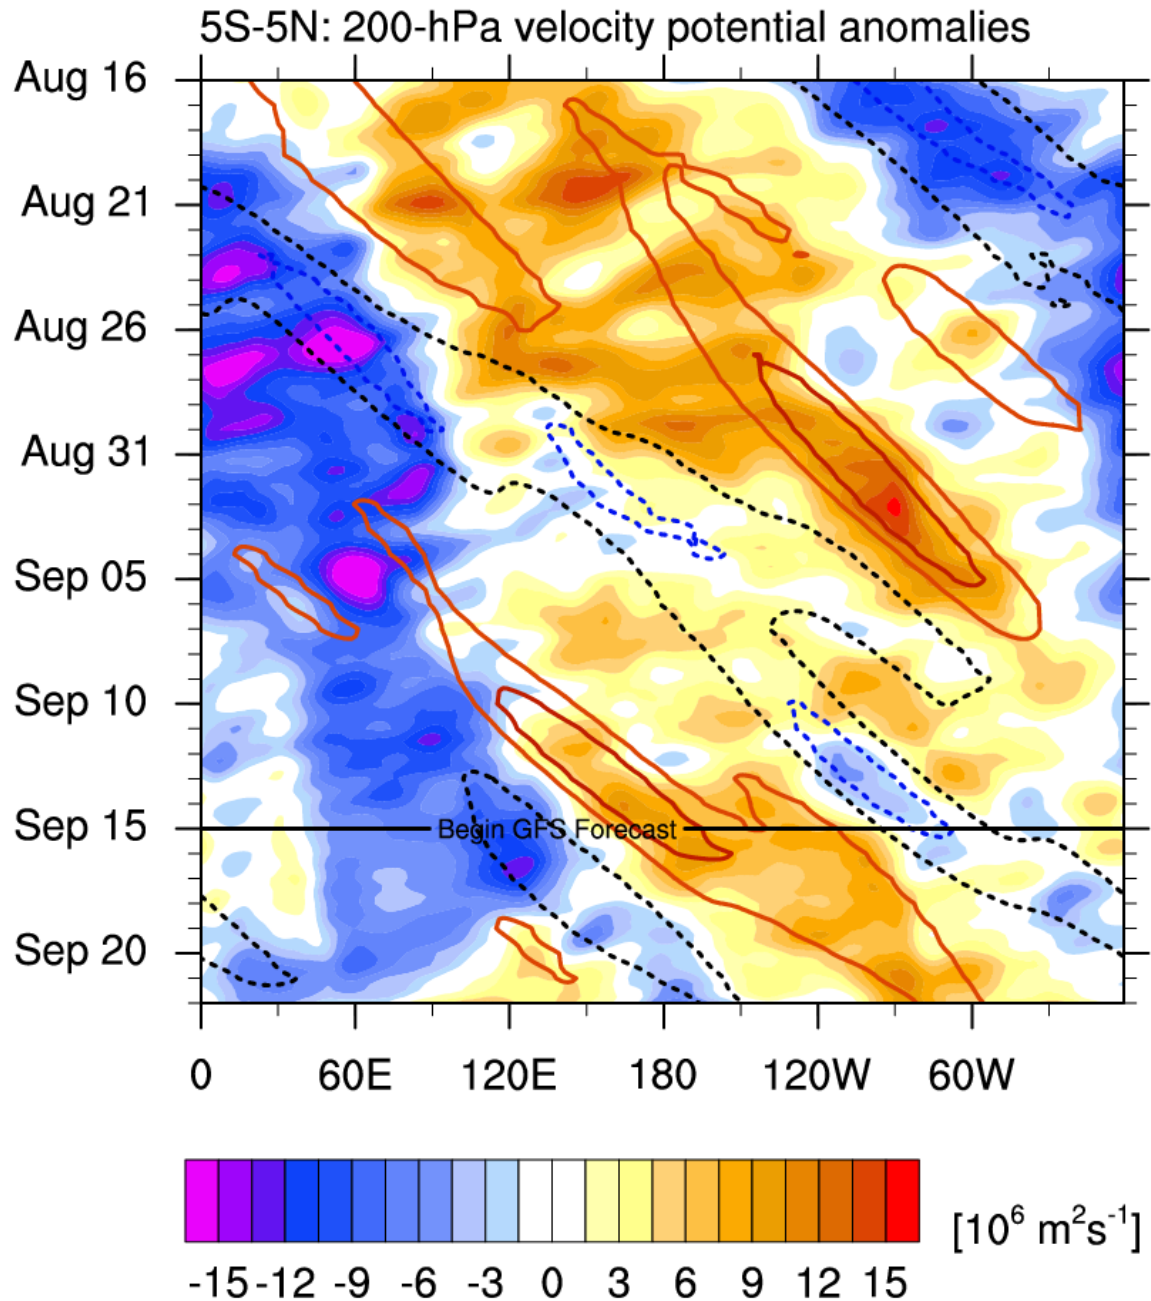 5S-5N: 200-hPa velocity potential anomalies
Aug 16
Aug 21
Aug 26
Aug 31
Sep 05
Sep 10
Sep 15
Begin GFS Forecast
Sep 20
0 60E 120E 180 120W 60W
[10⁶ m²s⁻¹]
-15 -12 -9 -6 -3 0 3 6 9 12 15